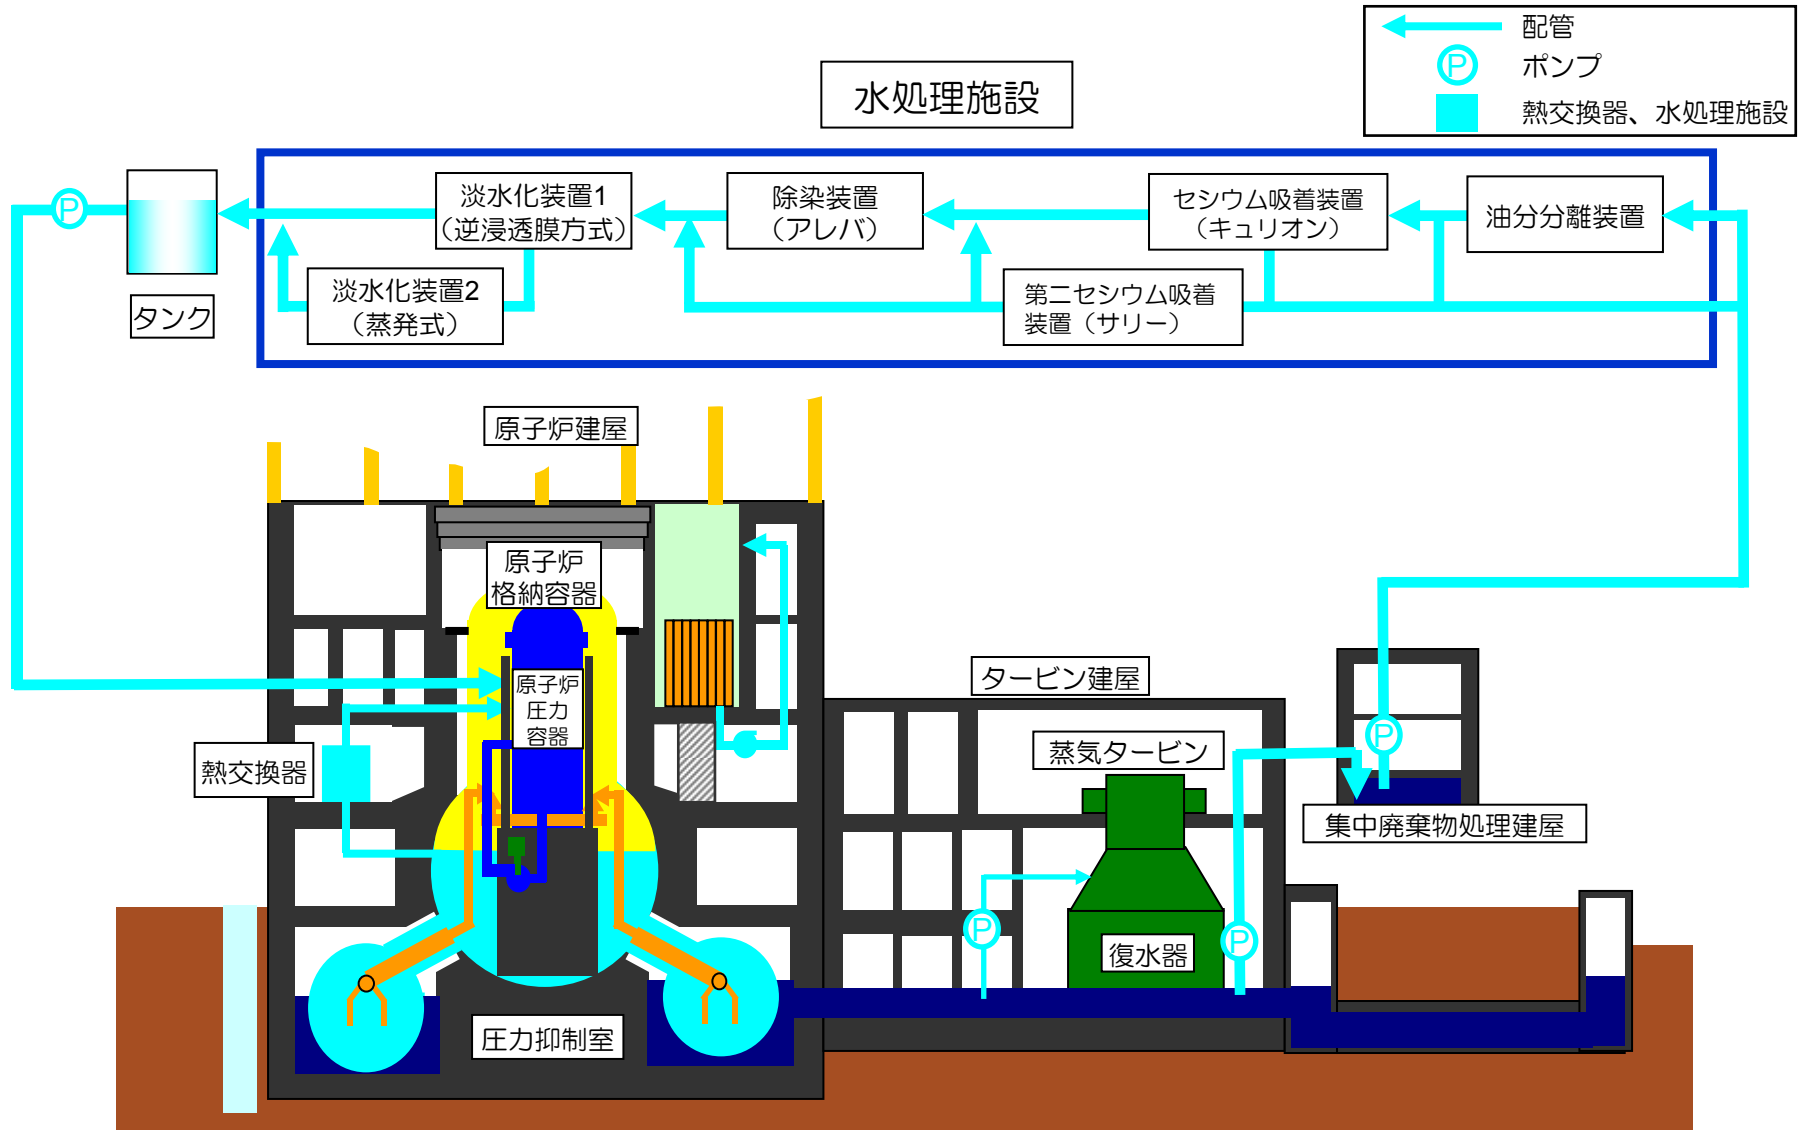 配管
P
ポンプ
熱交換器、水処理施設
水処理施設
P
タンク
淡水化装置1
（逆浸透膜方式）
除染装置
（アレバ）
セシウム吸着装置
（キュリオン）
油分分離装置
淡水化装置2
（蒸発式）
第二セシウム吸着
装置（サリー）
原子炉建屋
原子炉
格納容器
原子炉
圧力
容器
熱交換器
圧力抑制室
タービン建屋
蒸気タービン
復水器
P
P
P
集中廃棄物処理建屋